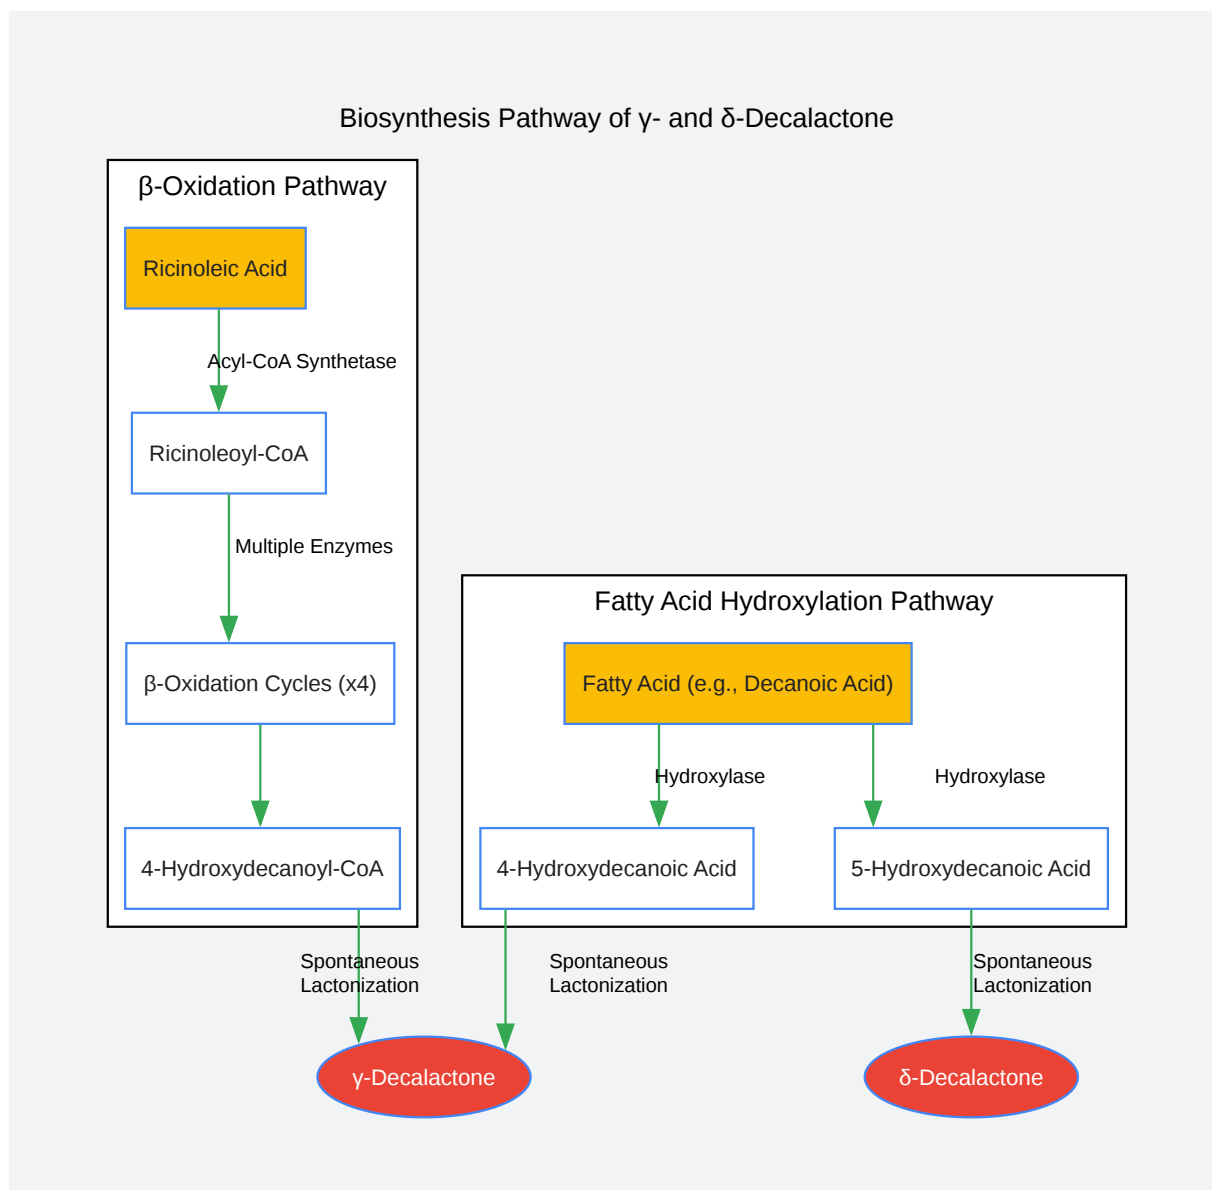 Biosynthesis Pathway of γ- and δ-Decalactone
β-Oxidation Pathway
Ricinoleic Acid
Acyl-CoA Synthetase
Ricinoleoyl-CoA
Multiple Enzymes
β-Oxidation Cycles (x4)
4-Hydroxydecanoyl-CoA
Spontaneous
Lactonization
Fatty Acid Hydroxylation Pathway
Fatty Acid (e.g., Decanoic Acid)
Hydroxylase
Hydroxylase
4-Hydroxydecanoic Acid
5-Hydroxydecanoic Acid
Spontaneous
Lactonization
Spontaneous
Lactonization
γ-Decalactone
δ-Decalactone